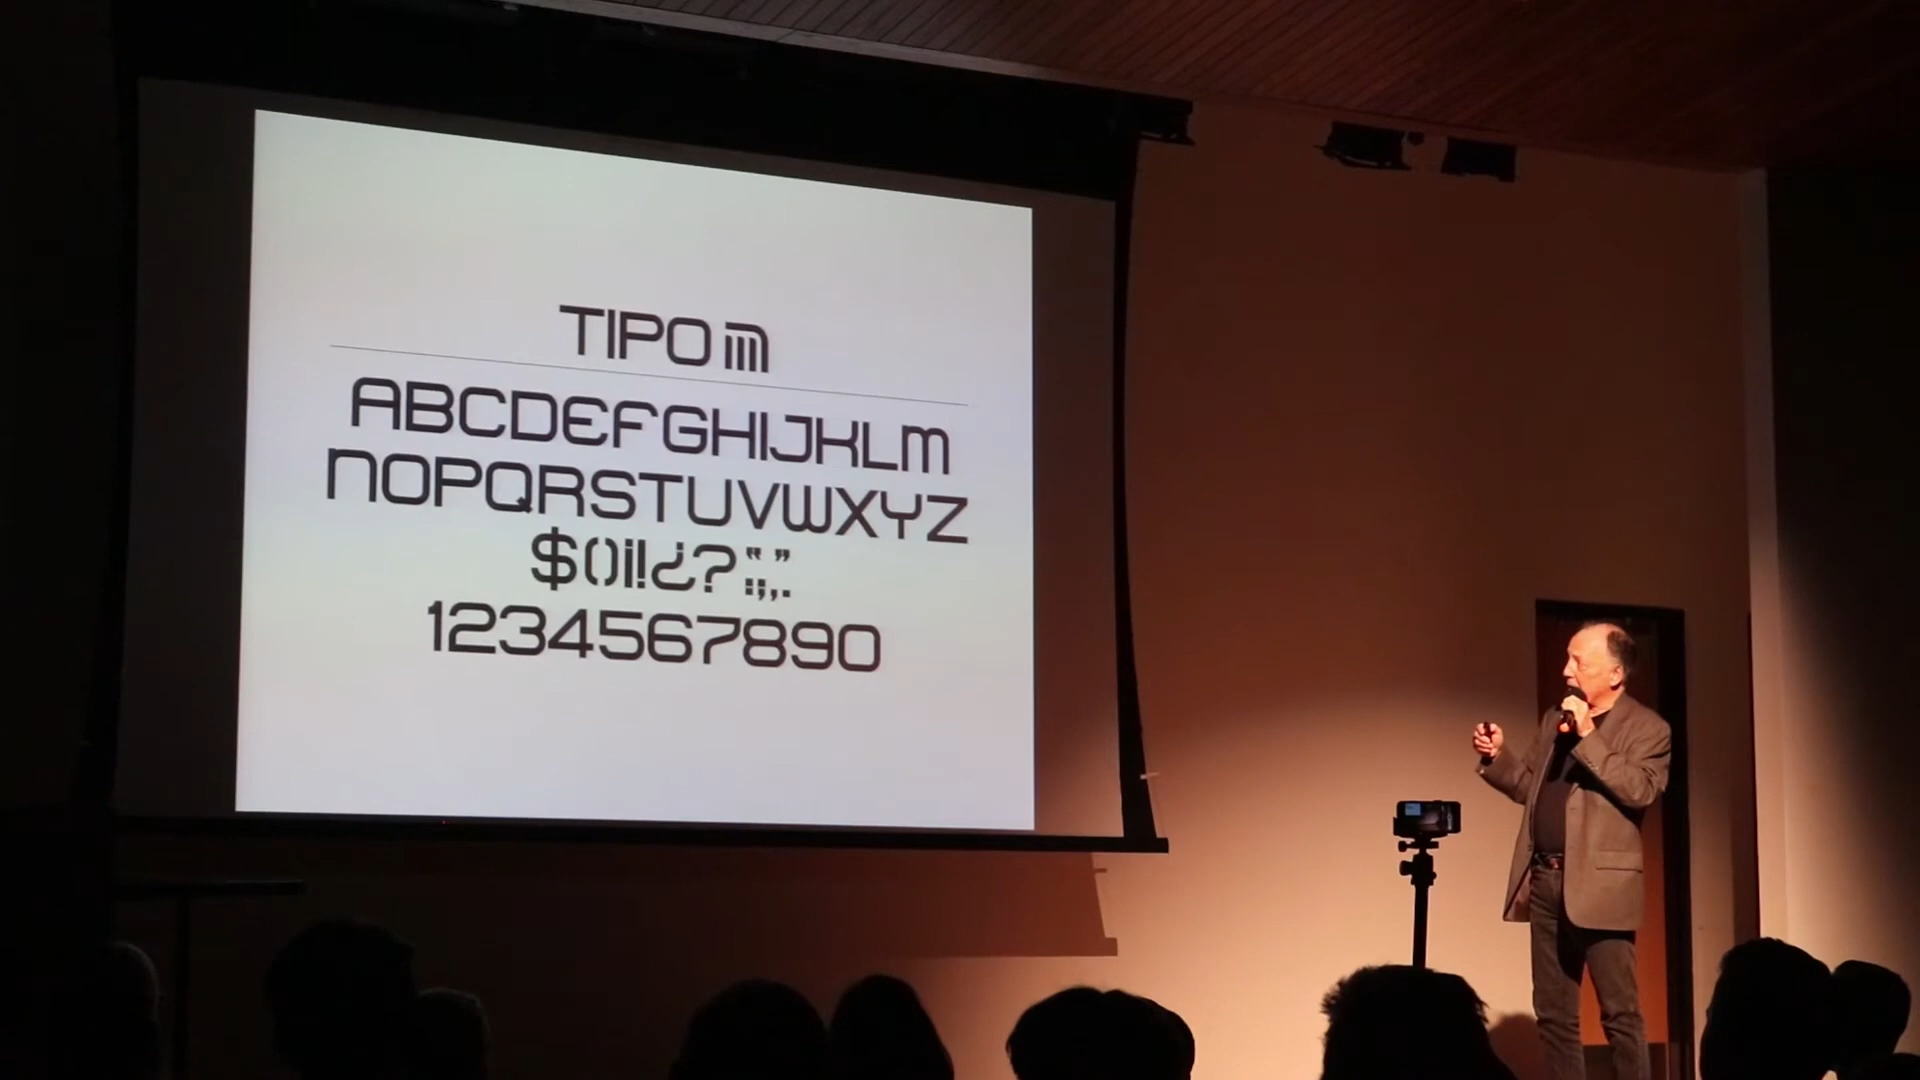 TIPO M
ABCDEFGHIJKLM
NOPQRSTUVWXYZ
$()¡!¿?:;“”,.
1234567890